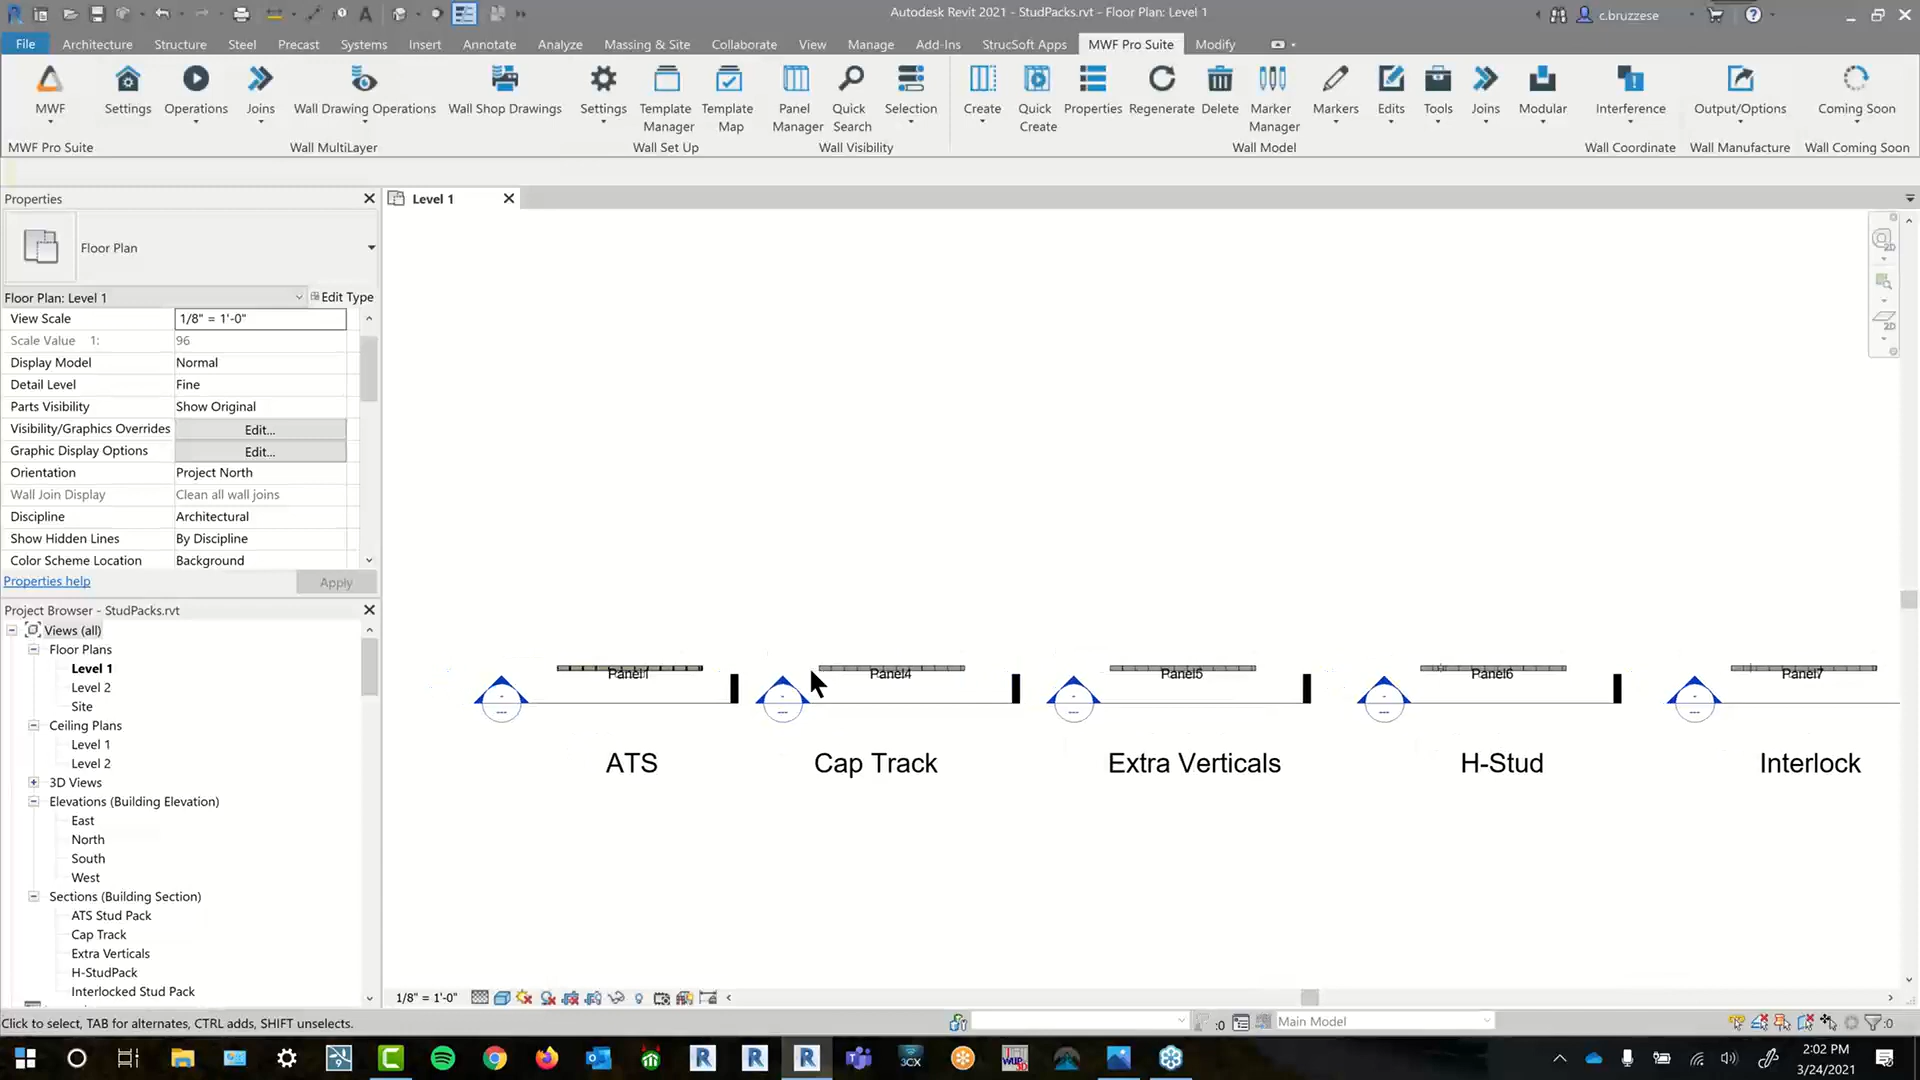 Autodesk Revit 2021 - StudPacks.rvt - Floor Plan: Level 1
c.bruzzese
File Architecture Structure Steel Precast Systems Insert Annotate Analyze Massing & Site Collaborate View Manage Add-Ins StrucSoft Apps MWF Pro Suite Modify
MWF Settings Operations Joins Wall Drawing Operations Wall Shop Drawings Settings Template Manager Template Map Panel Manager Quick Search Selection Create Quick Create Properties Regenerate Delete Marker Manager Markers Edits Tools Joins Modular Interference Output/Options Coming Soon
MWF Pro Suite Wall MultiLayer Wall Set Up Wall Visibility Wall Model Wall Coordinate Wall Manufacture Wall Coming Soon
Properties
Level 1
Floor Plan
Floor Plan: Level 1 Edit Type
View Scale 1/8" = 1'-0"
Scale Value 1: 96
Display Model Normal
Detail Level Fine
Parts Visibility Show Original
Visibility/Graphics Overrides Edit...
Graphic Display Options Edit...
Orientation Project North
Wall Join Display Clean all wall joins
Discipline Architectural
Show Hidden Lines By Discipline
Color Scheme Location Background
Properties help Apply
Project Browser - StudPacks.rvt
Views (all)
Floor Plans
Level 1
Level 2
Site
Ceiling Plans
Level 1
Level 2
3D Views
Elevations (Building Elevation)
East
North
South
West
Sections (Building Section)
ATS Stud Pack
Cap Track
Extra Verticals
H-StudPack
Interlocked Stud Pack
2D
2D
Panel1 Panel4 Panel5 Panel6 Panel7
ATS Cap Track Extra Verticals H-Stud Interlock
1/8" = 1'-0"
Click to select, TAB for alternates, CTRL adds, SHIFT unselects.
:0 Main Model :0
3CX
2:02 PM
3/24/2021